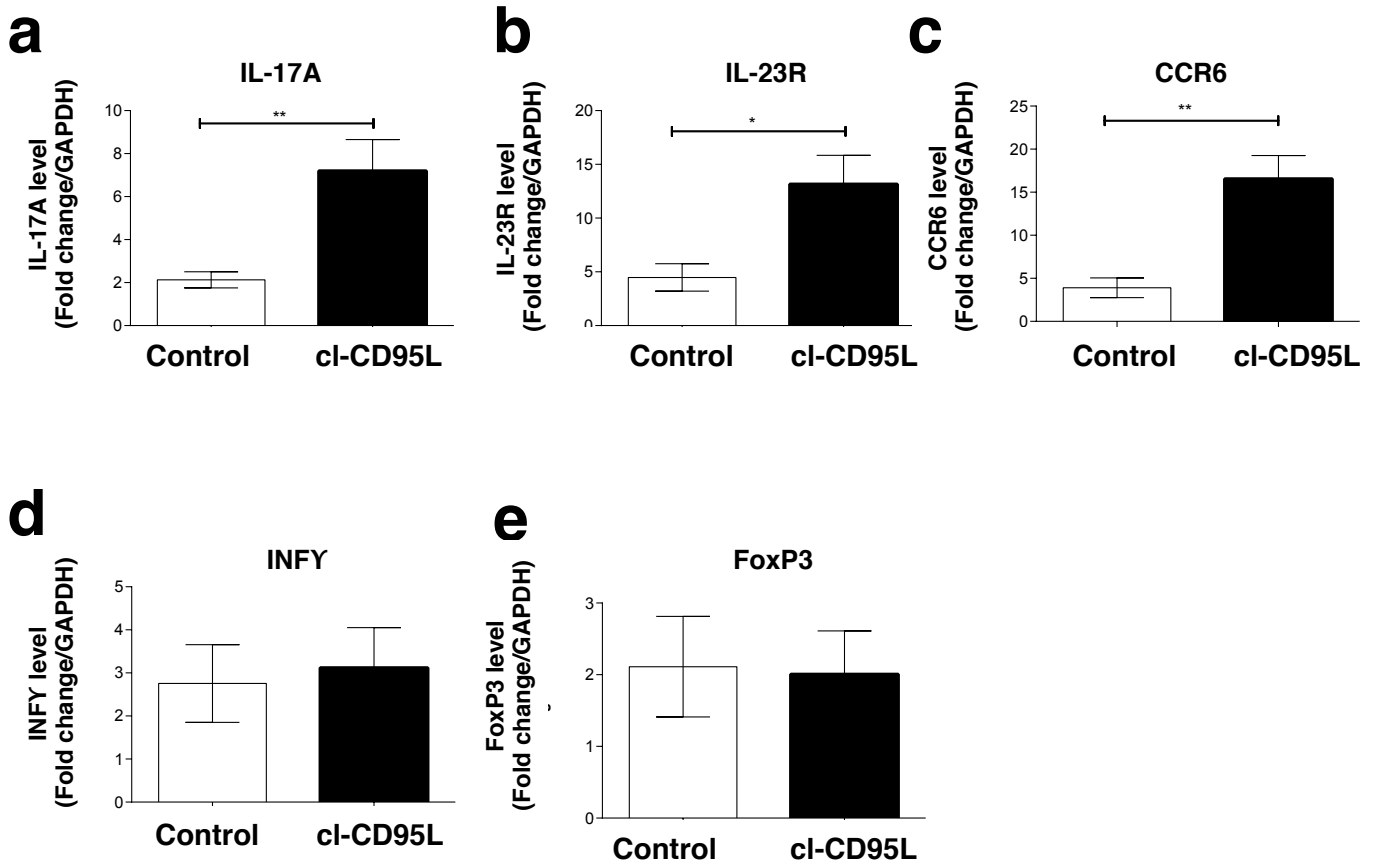 a
IL-17A
IL-17A level
(Fold change/GAPDH)
10
8
6
4
2
0
**
Control
cl-CD95L
b
IL-23R
IL-23R level
(Fold change/GAPDH)
20
15
10
5
0
*
Control
cl-CD95L
c
CCR6
CCR6 level
(Fold change/GAPDH)
25
20
15
10
5
0
**
Control
cl-CD95L
d
INFϒ
INFϒ level
(Fold change/GAPDH)
5
4
3
2
1
0
Control
cl-CD95L
e
FoxP3
FoxP3 level
(Fold change/GAPDH)
3
2
1
0
Control
cl-CD95L